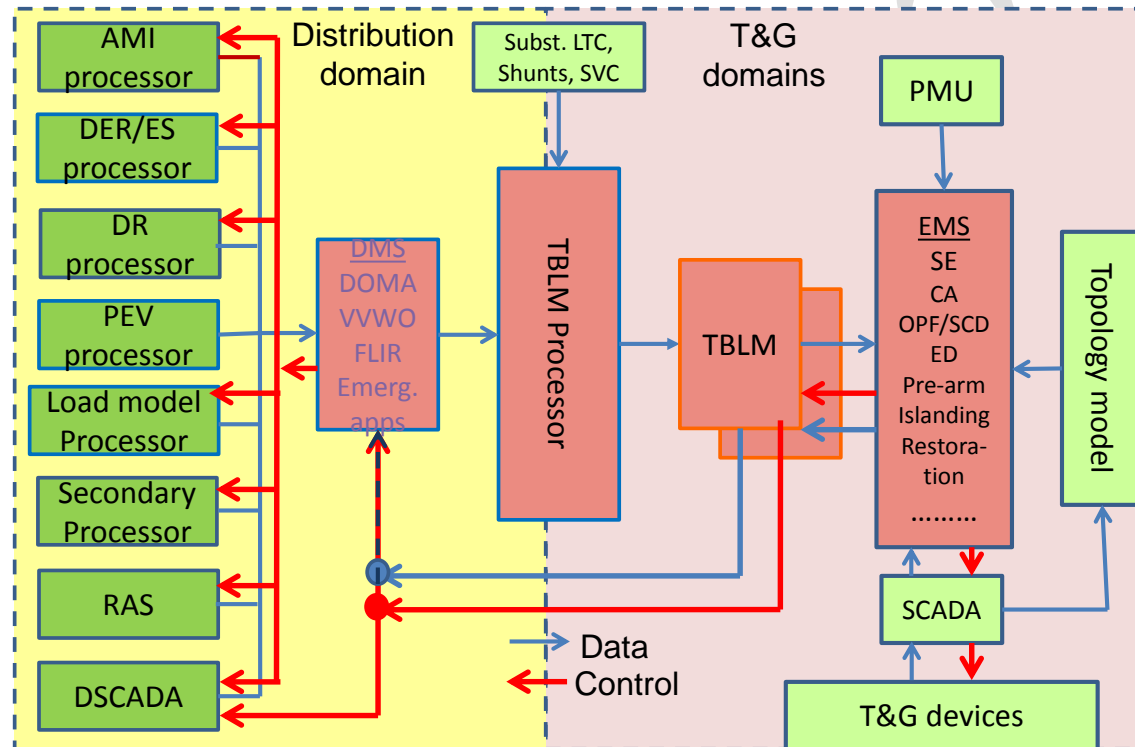 AMI
processor
DER/ES
processor
DR
processor
PEV
processor
Load model
Processor
Secondary
Processor
RAS
DSCADA
Distribution
domain
DMS
DOMA
VVWO
FLIR
Emerg.
apps
Subst. LTC,
Shunts, SVC
TBLM Processor
T&G
domains
TBLM
PMU
EMS
SE
CA
OPF/SCD
ED
Pre-arm
Islanding
Restora-
tion
………
Topology model
SCADA
T&G devices
Data
Control